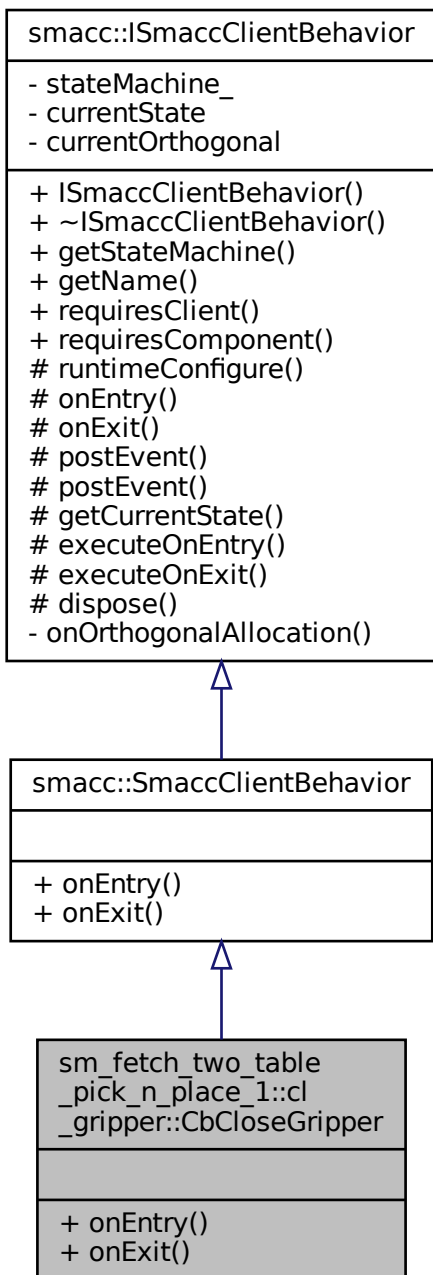 smacc::ISmaccClientBehavior
- stateMachine_
- currentState
- currentOrthogonal
+ ISmaccClientBehavior()
+ ~ISmaccClientBehavior()
+ getStateMachine()
+ getName()
+ requiresClient()
+ requiresComponent()
# runtimeConfigure()
# onEntry()
# onExit()
# postEvent()
# postEvent()
# getCurrentState()
# executeOnEntry()
# executeOnExit()
# dispose()
- onOrthogonalAllocation()
smacc::SmaccClientBehavior
+ onEntry()
+ onExit()
sm_fetch_two_table
_pick_n_place_1::cl
_gripper::CbCloseGripper
+ onEntry()
+ onExit()